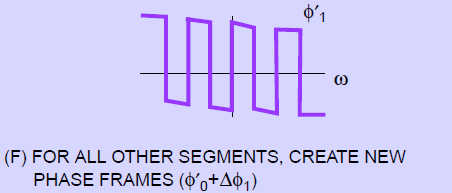 φ′₁
ω
(F) FOR ALL OTHER SEGMENTS, CREATE NEW
PHASE FRAMES (φ′₀+Δφ₁)